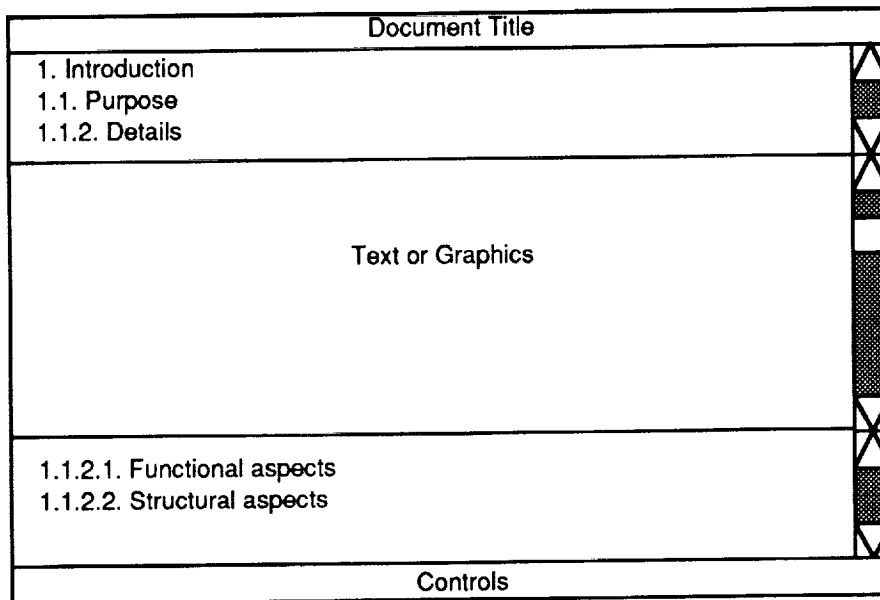 Document Title
1. Introduction
1.1. Purpose
1.1.2. Details
Text or Graphics
1.1.2.1. Functional aspects
1.1.2.2. Structural aspects
Controls